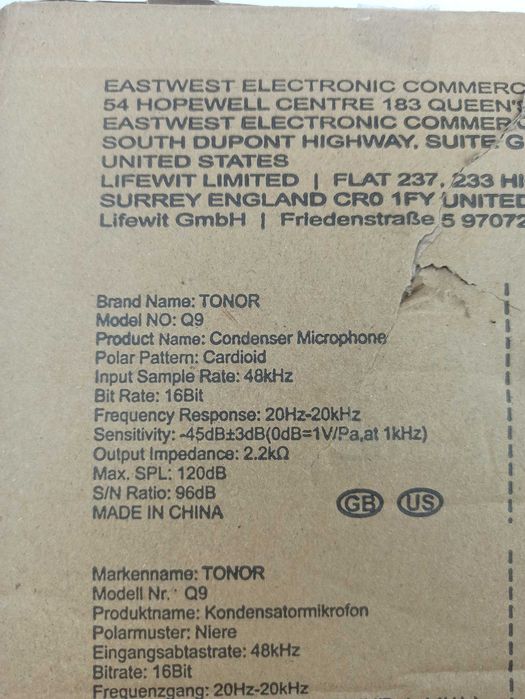 EASTWEST ELECTRONIC COMMERC
54 HOPEWELL CENTRE 183 QUEEN'S
EASTWEST ELECTRONIC COMMER
SOUTH DUPONT HIGHWAY, SUITE G
UNITED STATES
LIFEWIT LIMITED | FLAT 237, 233 HI
SURREY ENGLAND CR0 1FY UNITED
Lifewit GmbH | Friedenstraße 5 97072
Brand Name: TONOR
Model NO: Q9
Product Name: Condenser Microphone
Polar Pattern: Cardioid
Input Sample Rate: 48kHz
Bit Rate: 16Bit
Frequency Response: 20Hz-20kHz
Sensitivity: -45dB±3dB(0dB=1V/Pa,at 1kHz)
Output Impedance: 2.2kΩ
Max. SPL: 120dB
S/N Ratio: 96dB
MADE IN CHINA
GB US
Markenname: TONOR
Modell Nr.: Q9
Produktname: Kondensatormikrofon
Polarmuster: Niere
Eingangsabtastrate: 48kHz
Bitrate: 16Bit
Frequenzgang: 20Hz-20kHz